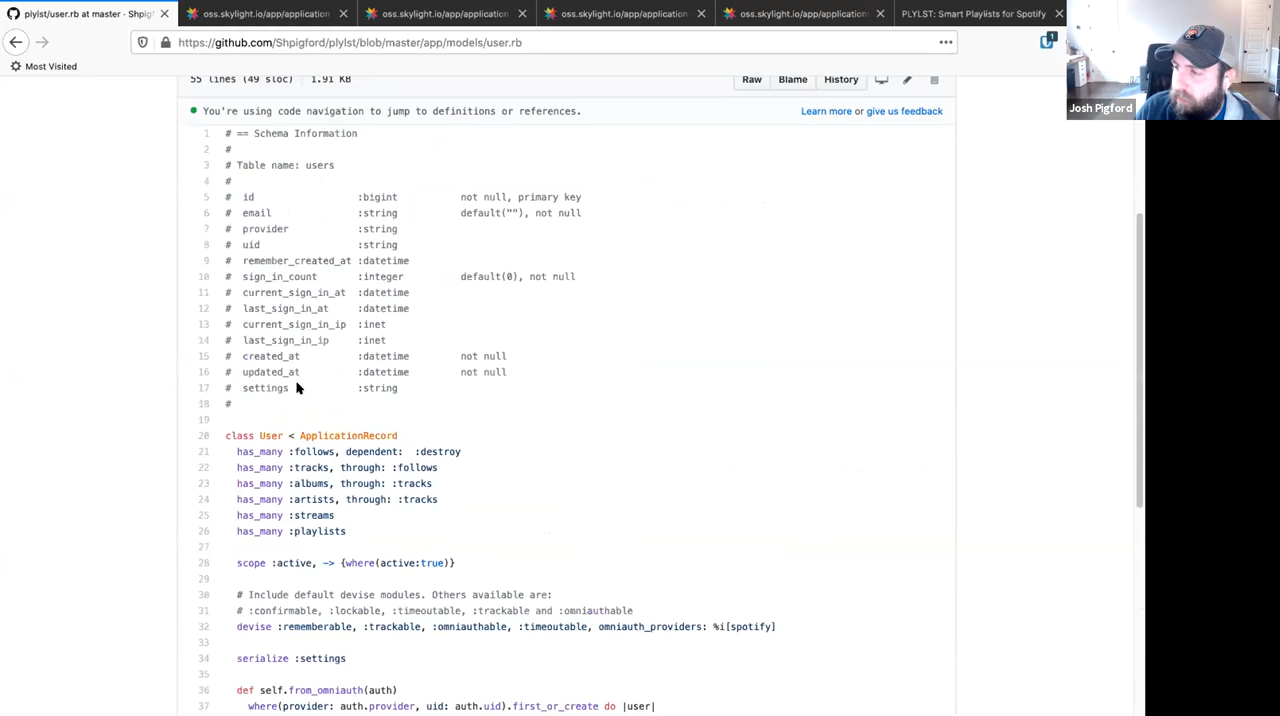 plylst/user.rb at master · Shpigf
oss.skylight.io/app/application
oss.skylight.io/app/application
oss.skylight.io/app/application
oss.skylight.io/app/applications
PLYLST: Smart Playlists for Spotify
https://github.com/Shpigford/plylst/blob/master/app/models/user.rb
1
Most Visited
Josh Pigford
55 lines (49 sloc) 1.91 KB
Raw Blame History
You're using code navigation to jump to definitions or references.
Learn more or give us feedback
1 # == Schema Information
2 #
3 # Table name: users
4 #
5 # id :bigint not null, primary key
6 # email :string default(""), not null
7 # provider :string
8 # uid :string
9 # remember_created_at :datetime
10 # sign_in_count :integer default(0), not null
11 # current_sign_in_at :datetime
12 # last_sign_in_at :datetime
13 # current_sign_in_ip :inet
14 # last_sign_in_ip :inet
15 # created_at :datetime not null
16 # updated_at :datetime not null
17 # settings :string
18 #
19
20 class User < ApplicationRecord
21 has_many :follows, dependent: :destroy
22 has_many :tracks, through: :follows
23 has_many :albums, through: :tracks
24 has_many :artists, through: :tracks
25 has_many :streams
26 has_many :playlists
27
28 scope :active, -> {where(active:true)}
29
30 # Include default devise modules. Others available are:
31 # :confirmable, :lockable, :timeoutable, :trackable and :omniauthable
32 devise :rememberable, :trackable, :omniauthable, :timeoutable, omniauth_providers: %i[spotify]
33
34 serialize :settings
35
36 def self.from_omniauth(auth)
37 where(provider: auth.provider, uid: auth.uid).first_or_create do |user|